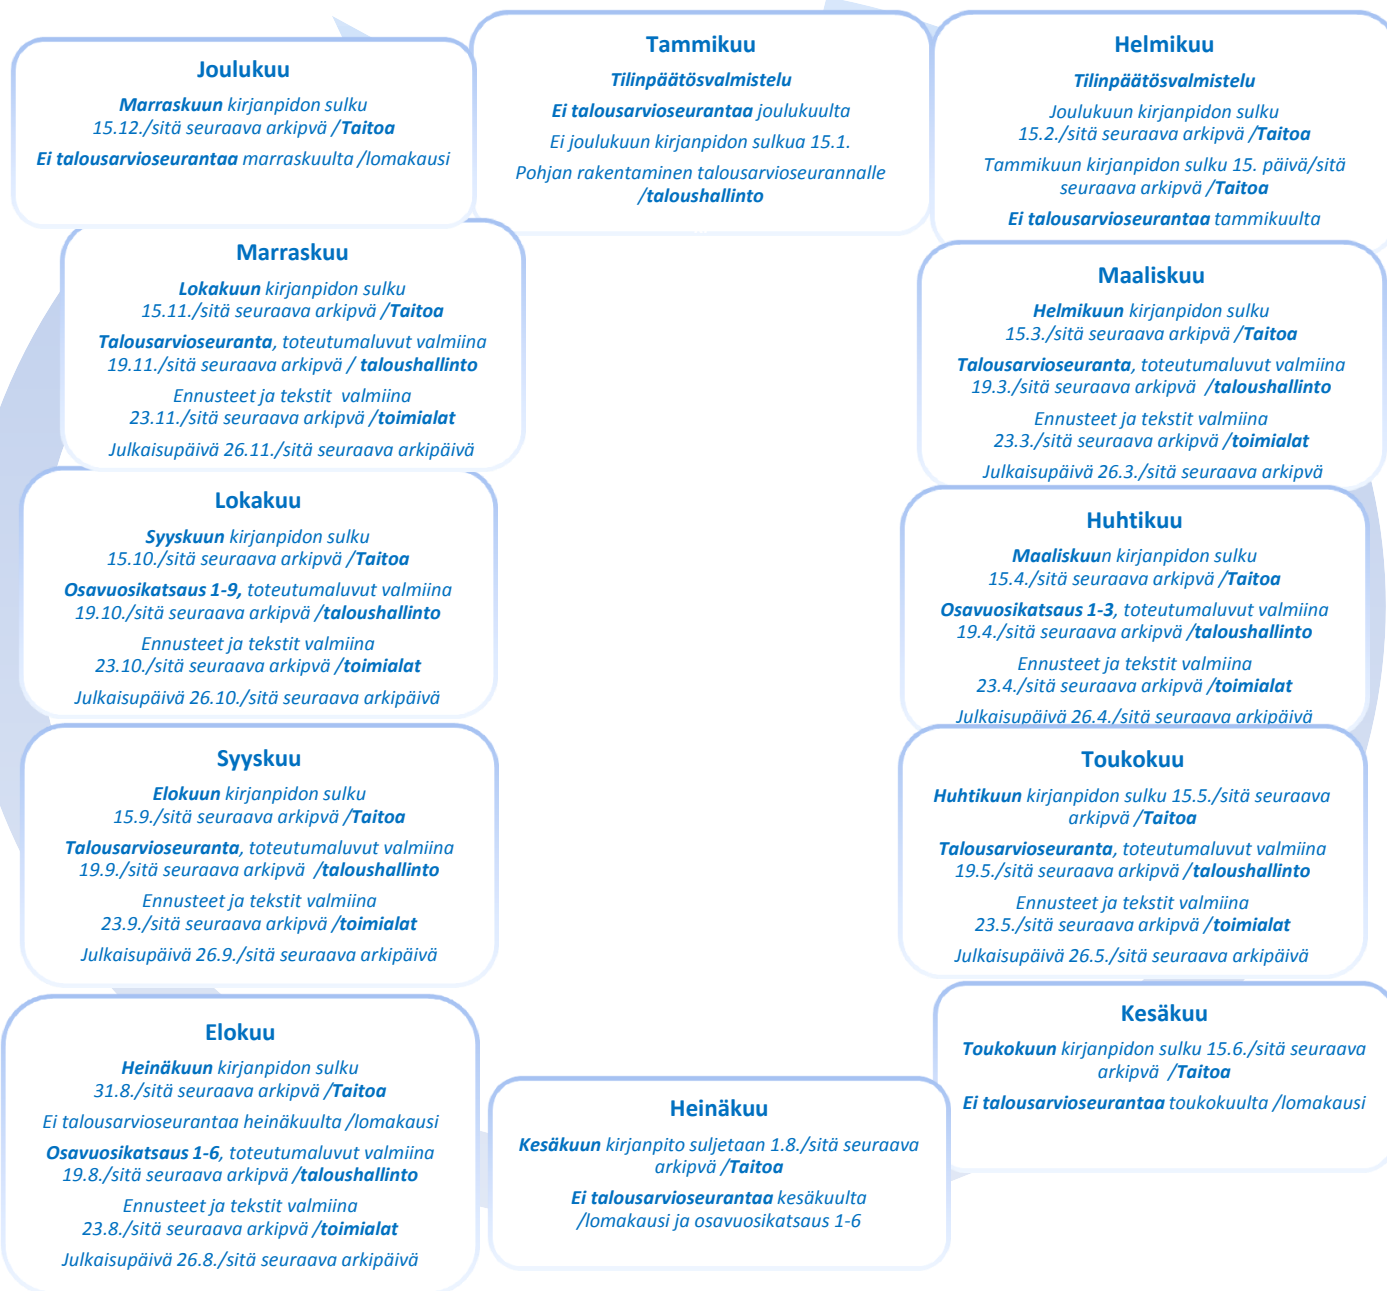 Tammikuu
Tilinpäätösvalmistelu
Ei talousarvioseurantaa joulukuulta
Ei joulukuun kirjanpidon sulkua 15.1.
Pohjan rakentaminen talousarvioseurannalle
/taloushallinto
Helmikuu
Tilinpäätösvalmistelu
Joulukuun kirjanpidon sulku
15.2./sitä seuraava arkipvä /Taitoa
Tammikuun kirjanpidon sulku 15. päivä/sitä
seuraava arkipvä /Taitoa
Ei talousarvioseurantaa tammikuulta
Maaliskuu
Helmikuun kirjanpidon sulku
15.3./sitä seuraava arkipvä /Taitoa
Talousarvioseuranta, toteutumaluvut valmiina
19.3./sitä seuraava arkipvä /taloushallinto
Ennusteet ja tekstit valmiina
23.3./sitä seuraava arkipvä /toimialat
Julkaisupäivä 26.3./sitä seuraava arkipvä
Huhtikuu
Maaliskuun kirjanpidon sulku
15.4./sitä seuraava arkipvä /Taitoa
Osavuosikatsaus 1-3, toteutumaluvut valmiina
19.4./sitä seuraava arkipvä /taloushallinto
Ennusteet ja tekstit valmiina
23.4./sitä seuraava arkipvä /toimialat
Julkaisupäivä 26.4./sitä seuraava arkipäivä
Toukokuu
Huhtikuun kirjanpidon sulku 15.5./sitä seuraava
arkipvä /Taitoa
Talousarvioseuranta, toteutumaluvut valmiina
19.5./sitä seuraava arkipvä /taloushallinto
Ennusteet ja tekstit valmiina
23.5./sitä seuraava arkipvä /toimialat
Julkaisupäivä 26.5./sitä seuraava arkipäivä
Kesäkuu
Toukokuun kirjanpidon sulku 15.6./sitä seuraava
arkipvä /Taitoa
Ei talousarvioseurantaa toukokuulta /lomakausi
Heinäkuu
Kesäkuun kirjanpito suljetaan 1.8./sitä seuraava
arkipvä /Taitoa
Ei talousarvioseurantaa kesäkuulta
/lomakausi ja osavuosikatsaus 1-6
Elokuu
Heinäkuun kirjanpidon sulku
31.8./sitä seuraava arkipvä /Taitoa
Ei talousarvioseurantaa heinäkuulta /lomakausi
Osavuosikatsaus 1-6, toteutumaluvut valmiina
19.8./sitä seuraava arkipvä /taloushallinto
Ennusteet ja tekstit valmiina
23.8./sitä seuraava arkipvä /toimialat
Julkaisupäivä 26.8./sitä seuraava arkipäivä
Syyskuu
Elokuun kirjanpidon sulku
15.9./sitä seuraava arkipvä /Taitoa
Talousarvioseuranta, toteutumaluvut valmiina
19.9./sitä seuraava arkipvä /taloushallinto
Ennusteet ja tekstit valmiina
23.9./sitä seuraava arkipvä /toimialat
Julkaisupäivä 26.9./sitä seuraava arkipäivä
Lokakuu
Syyskuun kirjanpidon sulku
15.10./sitä seuraava arkipvä /Taitoa
Osavuosikatsaus 1-9, toteutumaluvut valmiina
19.10./sitä seuraava arkipvä /taloushallinto
Ennusteet ja tekstit valmiina
23.10./sitä seuraava arkipvä /toimialat
Julkaisupäivä 26.10./sitä seuraava arkipäivä
Marraskuu
Lokakuun kirjanpidon sulku
15.11./sitä seuraava arkipvä /Taitoa
Talousarvioseuranta, toteutumaluvut valmiina
19.11./sitä seuraava arkipvä / taloushallinto
Ennusteet ja tekstit valmiina
23.11./sitä seuraava arkipvä /toimialat
Julkaisupäivä 26.11./sitä seuraava arkipäivä
Joulukuu
Marraskuun kirjanpidon sulku
15.12./sitä seuraava arkipvä /Taitoa
Ei talousarvioseurantaa marraskuulta /lomakausi